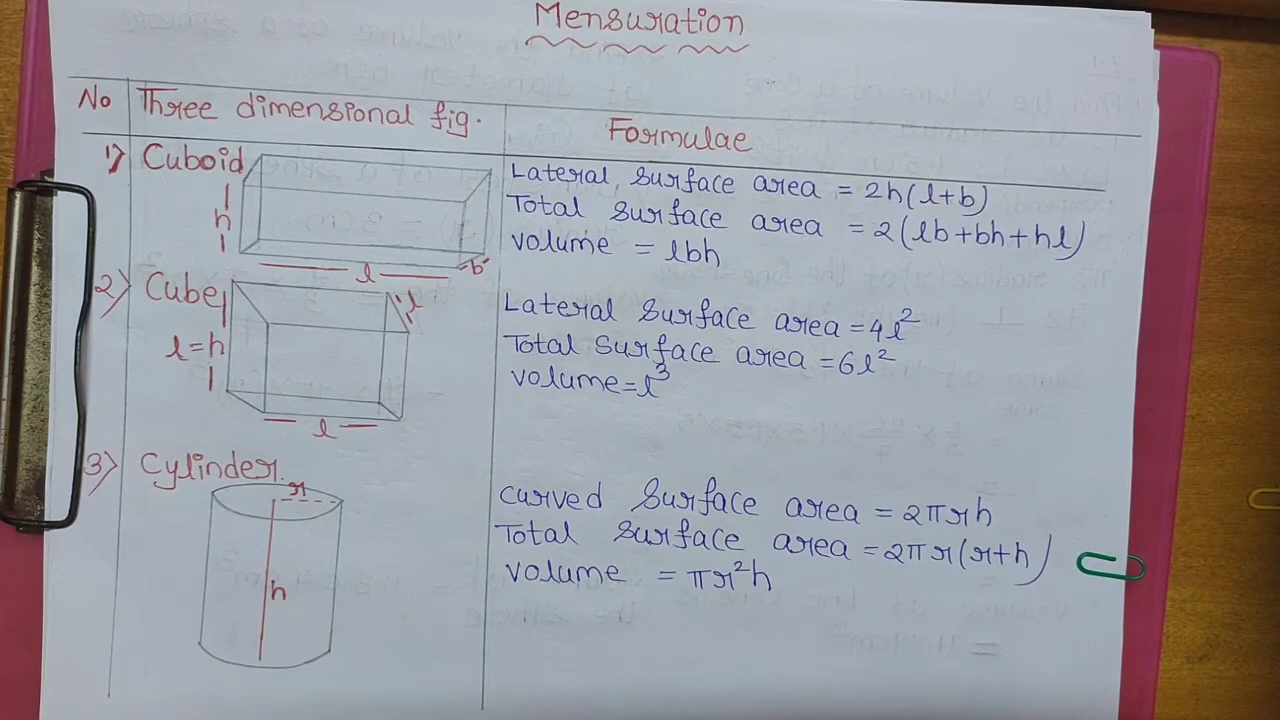 Mensuration
No Three dimensional fig. Formulae
1) Cuboid
h
l
b
Lateral surface area = 2h(l+b)
Total surface area = 2(lb+bh+hl)
volume = lbh
2) Cube
l
l=h
l
Lateral surface area = 4l²
Total surface area = 6l²
volume = l³
3) Cylinder.
r
h
curved surface area = 2πrh
Total surface area = 2πr(r+h)
volume = πr²h